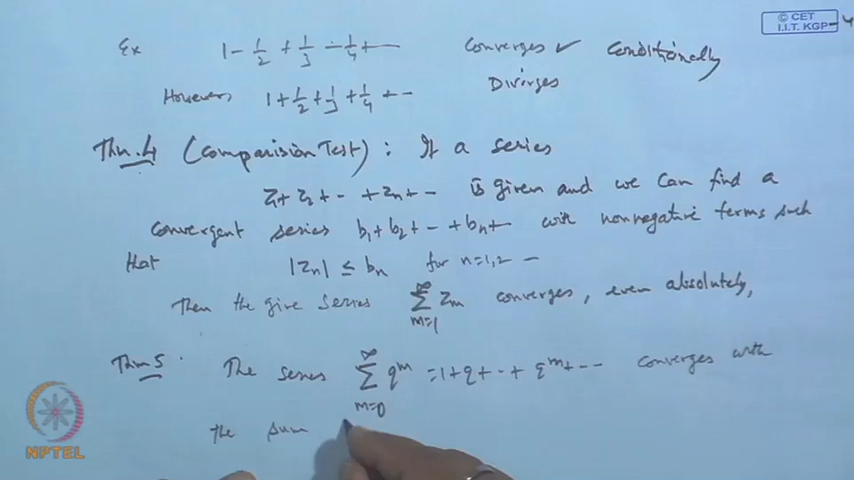 © CET
I.I.T. KGP
Ex 1 - 1/2 + 1/3 - 1/4 + — Converges ✓ Conditionally
However, 1 + 1/2 + 1/3 + 1/4 + -- Diverges
Thm. 4 (Comparision Test) : If a series
z₁ + z₂ + - + zn + - is given and we can find a
convergent series b₁ + b₂ + - + bn + with nonnegative terms such
that |zn| ≤ bn for n=1,2 --
Then the give series ∑_{m=1}^∞ zm converges, even absolutely,
Thm 5. The series ∑_{m=0}^∞ q^m = 1 + q + - + q^m + --- converges with
the sum
NPTEL